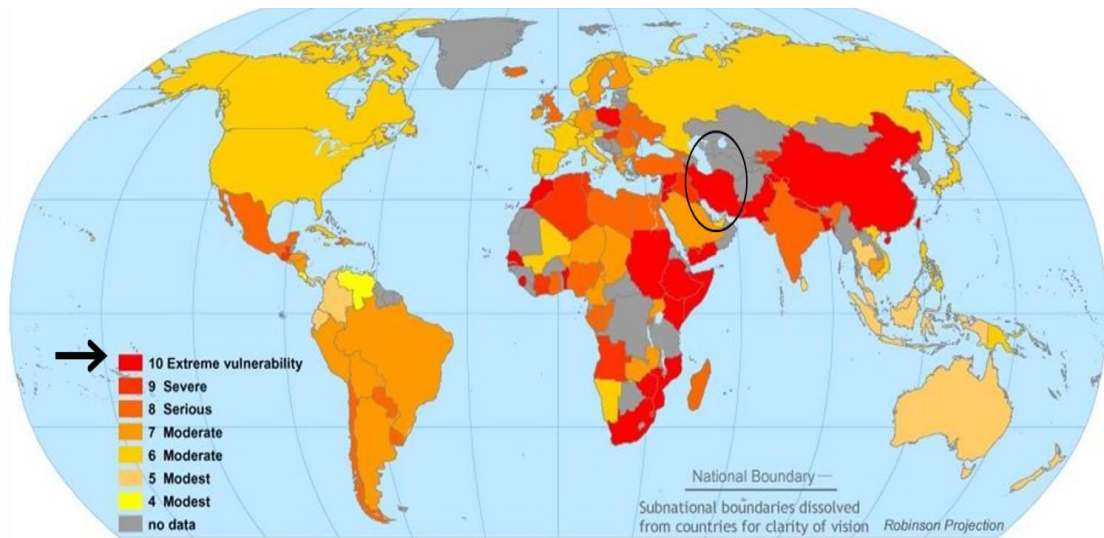 10 Extreme vulnerability
9 Severe
8 Serious
7 Moderate
6 Moderate
5 Modest
4 Modest
no data
National Boundary
Subnational boundaries dissolved
from countries for clarity of vision
Robinson Projection